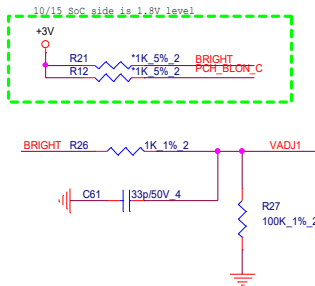 10/15 SoC side is 1.8V level
+3V
R21 *1K_5%_2 BRIGHT
R12 *1K_5%_2 PCH_BLON_C
BRIGHT R26 1K_1%_2 VADJ1
C61 33p/50V_4
R27
100K_1%_2